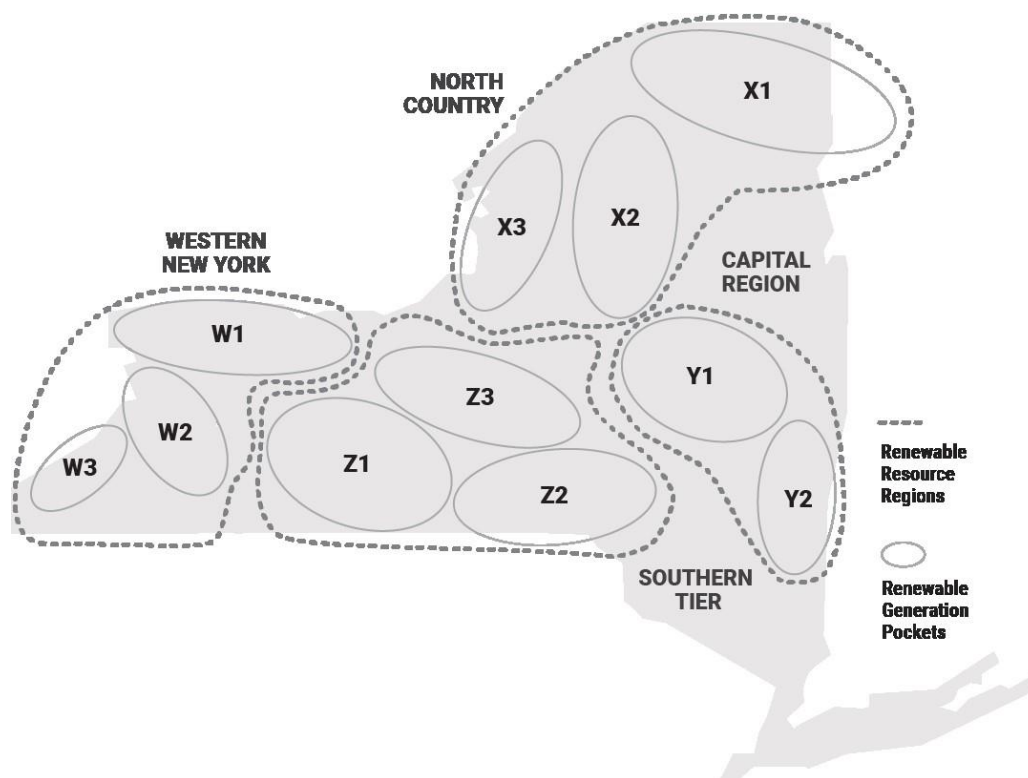 NORTH
COUNTRY
X1
X3
X2
WESTERN
NEW YORK
CAPITAL
REGION
W1
Y1
Z3
W2
W3
Z1
Z2
Y2
SOUTHERN
TIER
Renewable
Resource
Regions
Renewable
Generation
Pockets